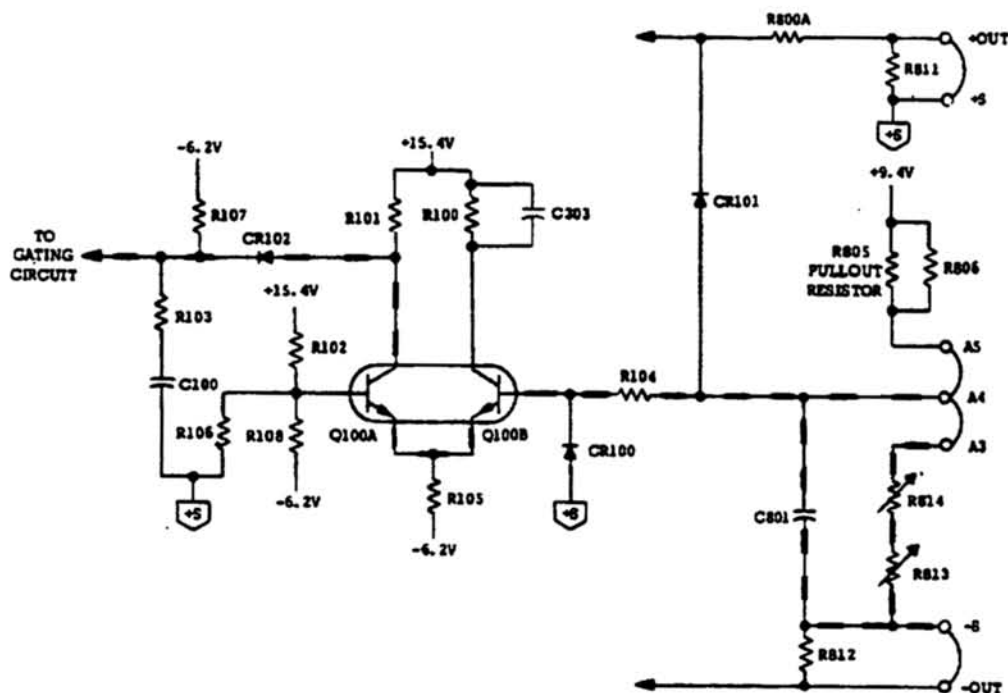 R800A
+OUT
R811
+S
+S
-6.2V
+15.4V
+9.4V
R107
R101
R100
C303
CR101
TO
GATING
CIRCUIT
CR102
R805
PULLOUT
RESISTOR
R806
+15.4V
R103
R102
A5
C100
R104
A4
R106
R108
Q100A
Q100B
CR100
A3
-6.2V
R105
+S
+S
C801
R814
-6.2V
R813
-S
R812
-OUT